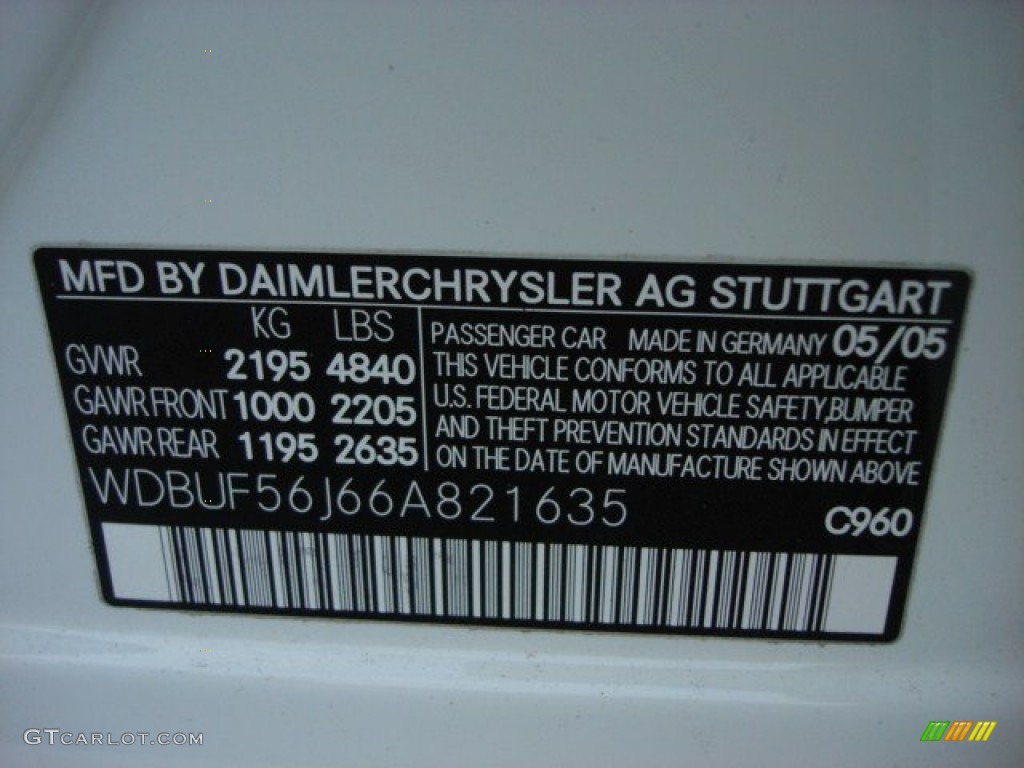 MFD BY DAIMLERCHRYSLER AG STUTTGART
KG LBS
GVWR 2195 4840
GAWR FRONT 1000 2205
GAWR REAR 1195 2635
PASSENGER CAR MADE IN GERMANY 05/05
THIS VEHICLE CONFORMS TO ALL APPLICABLE
U.S. FEDERAL MOTOR VEHICLE SAFETY,BUMPER
AND THEFT PREVENTION STANDARDS IN EFFECT
ON THE DATE OF MANUFACTURE SHOWN ABOVE
WDBUF56J66A821635
C960
GTCARLOT.COM